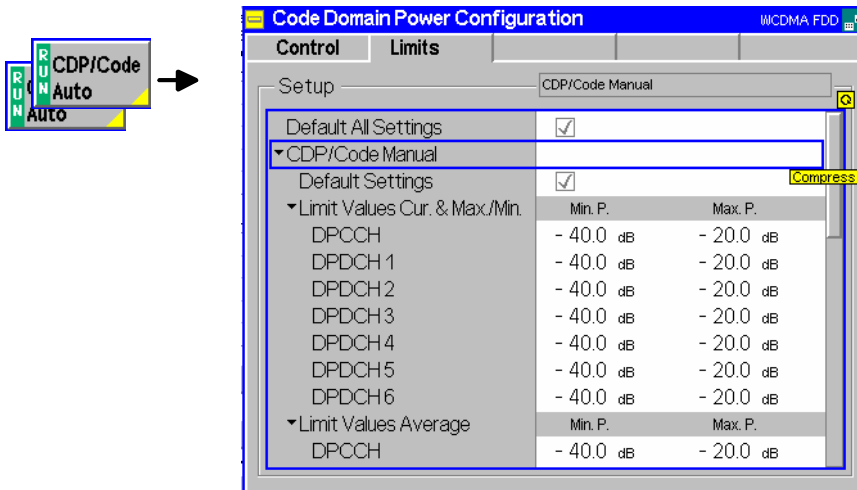 RUN CDP/Code
Auto
RUN
Auto
Code Domain Power Configuration WCDMA FDD
Control Limits
Setup CDP/Code Manual
Default All Settings
CDP/Code Manual
Compress
Default Settings
Limit Values Cur. & Max./Min. Min. P. Max. P.
DPCCH - 40.0 dB - 20.0 dB
DPDCH 1 - 40.0 dB - 20.0 dB
DPDCH 2 - 40.0 dB - 20.0 dB
DPDCH 3 - 40.0 dB - 20.0 dB
DPDCH 4 - 40.0 dB - 20.0 dB
DPDCH 5 - 40.0 dB - 20.0 dB
DPDCH 6 - 40.0 dB - 20.0 dB
Limit Values Average Min. P. Max. P.
DPCCH - 40.0 dB - 20.0 dB